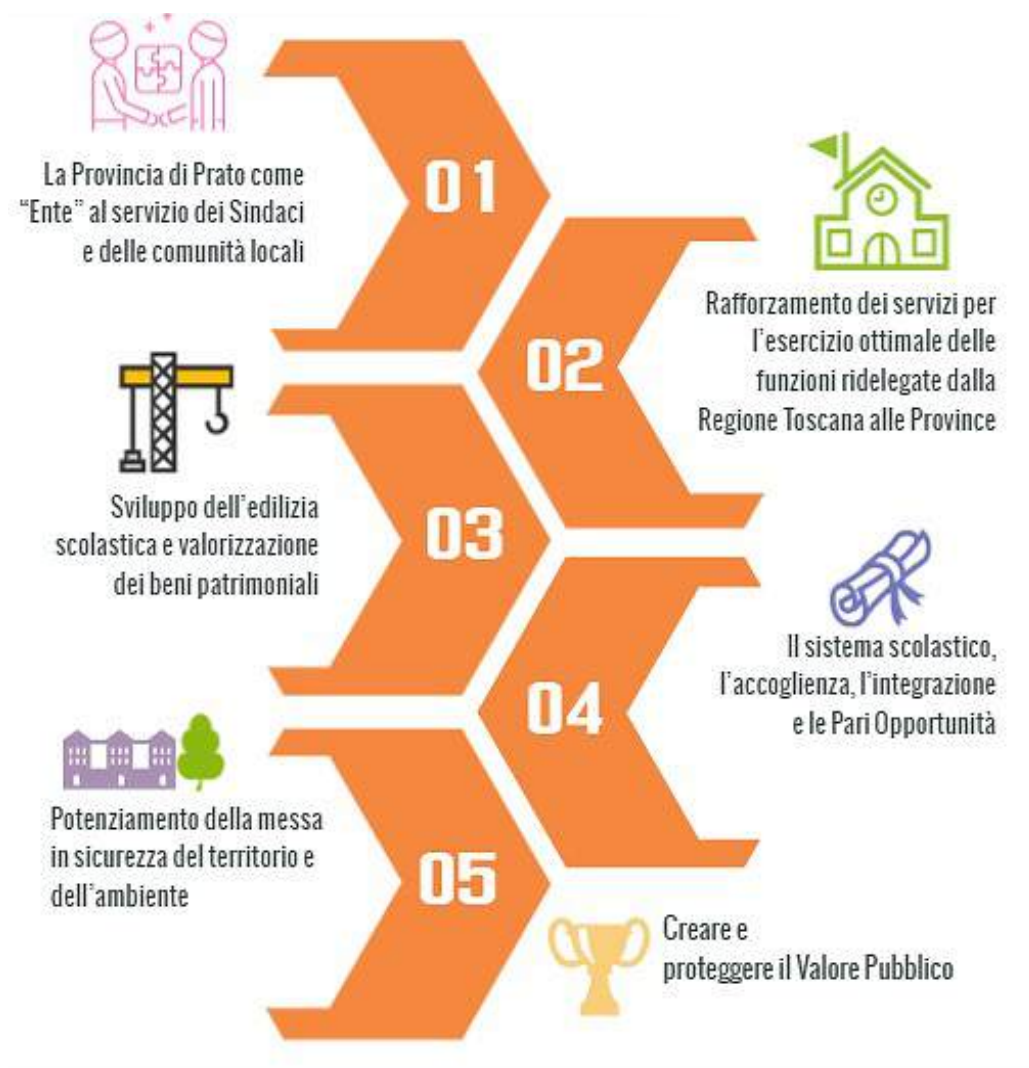 01
La Provincia di Prato come
“Ente” al servizio dei Sindaci
e delle comunità locali
02
Rafforzamento dei servizi per
l'esercizio ottimale delle
funzioni ridelegate dalla
Regione Toscana alle Province
03
Sviluppo dell'edilizia
scolastica e valorizzazione
dei beni patrimoniali
04
Il sistema scolastico,
l'accoglienza, l'integrazione
e le Pari Opportunità
05
Potenziamento della messa
in sicurezza del territorio e
dell'ambiente
Creare e
proteggere il Valore Pubblico